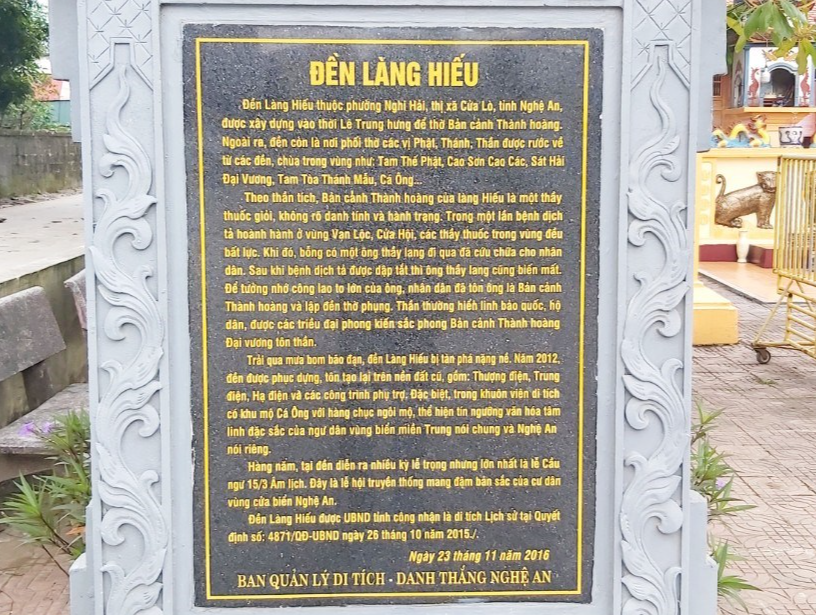 ĐỀN LÀNG HIẾU
Đền Làng Hiếu thuộc phường Nghi Hải, thị xã Cửa Lò, tỉnh Nghệ An,
được xây dựng vào thời Lê Trung hưng để thờ Bản cảnh Thành hoàng.
Ngoài ra, đền còn là nơi phối thờ các vị Phật, Thánh, Thần được rước về
từ các đền, chùa trong vùng như: Tam Thế Phật, Cao Sơn Cao Các, Sát Hải
Đại Vương, Tam Tòa Thánh Mẫu, Cá Ông...
Theo thần tích, Bản cảnh Thành hoàng của làng Hiếu là một thầy
thuốc giỏi, không rõ danh tính và hành trạng. Trong một lần bệnh dịch
tả hoành hành ở vùng Vạn Lộc, Cửa Hội, các thầy thuốc trong vùng đều
bất lực. Khi đó, bỗng có một ông thầy lang đi qua đã cứu chữa cho nhân
dân. Sau khi bệnh dịch tả được dập tắt thì ông thầy lang cũng biến mất.
Để tưởng nhớ công lao to lớn của ông, nhân dân đã tôn ông là Bản cảnh
Thành hoàng và lập đền thờ phụng. Thần thường hiển linh bảo quốc, hộ
dân, được các triều đại phong kiến sắc phong Bản cảnh Thành hoàng
Đại vương tôn thần.
Trải qua mưa bom bão đạn, đền Làng Hiếu bị tàn phá nặng nề. Năm 2012,
đền được phục dựng, tôn tạo lại trên nền đất cũ, gồm: Thượng điện, Trung
điện, Hạ điện và các công trình phụ trợ. Đặc biệt, trong khuôn viên di tích
có khu mộ Cá Ông với hàng chục ngôi mộ, thể hiện tín ngưỡng văn hóa tâm
linh đặc sắc của ngư dân vùng biển miền Trung nói chung và Nghệ An
nói riêng.
Hàng năm, tại đền diễn ra nhiều kỳ lễ trọng nhưng lớn nhất là lễ Cầu
ngư 15/3 Âm lịch. Đây là lễ hội truyền thống mang đậm bản sắc của cư dân
vùng cửa biển Nghệ An.
Đền Làng Hiếu được UBND tỉnh công nhận là di tích Lịch sử tại Quyết
định số: 4871/QĐ-UBND ngày 26 tháng 10 năm 2015./.
Ngày 23 tháng 11 năm 2016
BAN QUẢN LÝ DI TÍCH - DANH THẮNG NGHỆ AN